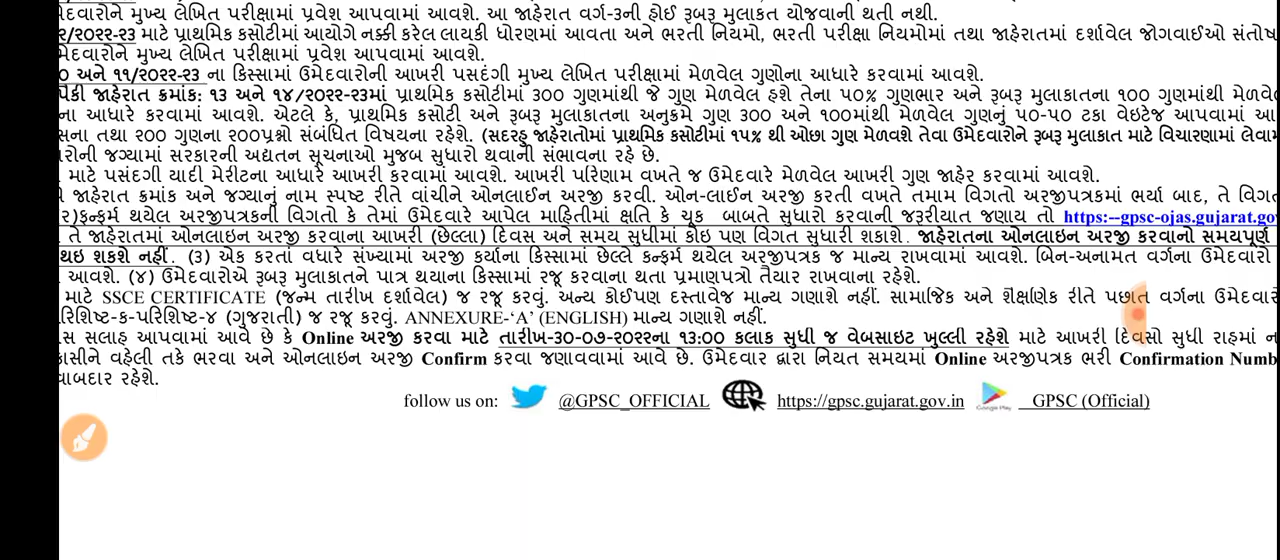 મેદવારોને મુખ્ય લેખિત પરીક્ષામાં પ્રવેશ આપવામાં આવશે. આ જાહેરાત વર્ગ-૩ની હોઈ રૂબરૂ મુલાકત યોજવાની થતી નથી.
૨/૨૦૨૨-૨૩ માટે પ્રાથમિક કસોટીમાં આયોગે નક્કી કરેલ લાયકી ધોરણમાં આવતા અને ભરતી નિયમો, ભરતી પરીક્ષા નિયમોમાં તથા જાહેરાતમાં દર્શાવેલ જોગવાઈઓ સંતોષ
મેદવારોને મુખ્ય લેખિત પરીક્ષામાં પ્રવેશ આપવામાં આવશે.
૦ અને ૧૧/૨૦૨૨-૨૩ ના કિસ્સામાં ઉમેદવારોની આખરી પસદંગી મુખ્ય લેખિત પરીક્ષામાં મેળવેલ ગુણોના આધારે કરવામાં આવશે.
પૈકી જાહેરાત ક્રમાંક: ૧૩ અને ૧૪/૨૦૨૨-૨૩માં પ્રાથમિક કસોટીમાં ૩૦૦ ગુણમાંથી જે ગુણ મેળવેલ હશે તેના ૫૦% ગુણભાર અને રૂબરૂ મુલાકાતના ૧૦૦ ગુણમાંથી મેળવે
ના આધારે કરવામાં આવશે. એટલે કે, પ્રાથમિક કસોટી અને રૂબરૂ મુલાકાતના અનુક્રમે ગુણ ૩૦૦ અને ૧૦૦માંથી મેળવેલ ગુણનું ૫૦-૫૦ ટકા વેઇટેજ આપવામાં આ
સના તથા ૨૦૦ ગુણના ૨૦૦પ્રશ્નો સંબંધિત વિષયના રહેશે. (સદરહુ જાહેરાતોમાં પ્રાથમિક કસોટીમાં ૧૫% થી ઓછા ગુણ મેળવશે તેવા ઉમેદવારોને રૂબરૂ મુલાકાત માટે વિચારણામાં લેવા
રોની જગ્યામાં સરકારની અદ્યતન સૂચનાઓ મુજબ સુધારો થવાની સંભાવના રહે છે.
માટે પસંદગી યાદી મેરીટના આધારે આખરી કરવામાં આવશે. આખરી પરિણામ વખતે જ ઉમેદવારે મેળવેલ આખરી ગુણ જાહેર કરવામાં આવશે.
જાહેરાત ક્રમાંક અને જગ્યાનું નામ સ્પષ્ટ રીતે વાંચીને ઓનલાઈન અરજી કરવી. ઓન-લાઈન અરજી કરતી વખતે તમામ વિગતો અરજીપત્રકમાં ભર્યા બાદ, તે વિગત
૨)કન્ફર્મ થયેલ અરજીપત્રકની વિગતો કે તેમાં ઉમેદવારે આપેલ માહિતીમાં ક્ષતિ કે ચૂક બાબતે સુધારો કરવાની જરૂરીયાત જણાય તો https:--gpsc-ojas.gujarat.gov
તે જાહેરાતમાં ઓનલાઇન અરજી કરવાના આખરી (છેલ્લા) દિવસ અને સમય સુધીમાં કોઇ પણ વિગત સુધારી શકાશે. જાહેરાતના ઓનલાઇન અરજી કરવાનો સમયપૂર્ણ
થઇ શકશે નહીં. (૩) એક કરતાં વધારે સંખ્યામાં અરજી કર્યાના કિસ્સામાં છેલ્લે કન્ફર્મ થયેલ અરજીપત્રક જ માન્ય રાખવામાં આવશે. બિન-અનામત વર્ગના ઉમેદવારો
આવશે. (૪) ઉમેદવારોએ રૂબરૂ મુલાકાતને પાત્ર થયાના કિસ્સામાં રજૂ કરવાના થતા પ્રમાણપત્રો તૈયાર રાખવાના રહેશે.
માટે SSCE CERTIFICATE (જન્મ તારીખ દર્શાવેલ) જ રજૂ કરવું. અન્ય કોઈપણ દસ્તાવેજ માન્ય ગણાશે નહીં. સામાજિક અને શૈક્ષણિક રીતે પછાત વર્ગના ઉમેદવારો
રિશિષ્ટ-ક-પરિશિષ્ટ-૪ (ગુજરાતી) જ રજૂ કરવું. ANNEXURE-‘A’ (ENGLISH) માન્ય ગણાશે નહીં.
સ સલાહ આપવામાં આવે છે કે Online અરજી કરવા માટે તારીખ-30-0૭-૨૦૨૨ના ૧૩:00 કલાક સુધી જ વેબસાઇટ ખુલ્લી રહેશે માટે આખરી દિવસો સુધી રાહમાં ન
કાસીને વહેલી તકે ભરવા અને ઓનલાઇન અરજી Confirm કરવા જણાવવામાં આવે છે. ઉમેદવાર દ્વારા નિયત સમયમાં Online અરજીપત્રક ભરી Confirmation Numb
વાબદાર રહેશે.
follow us on: @GPSC_OFFICIAL https://gpsc.gujarat.gov.in Google Play GPSC (Official)